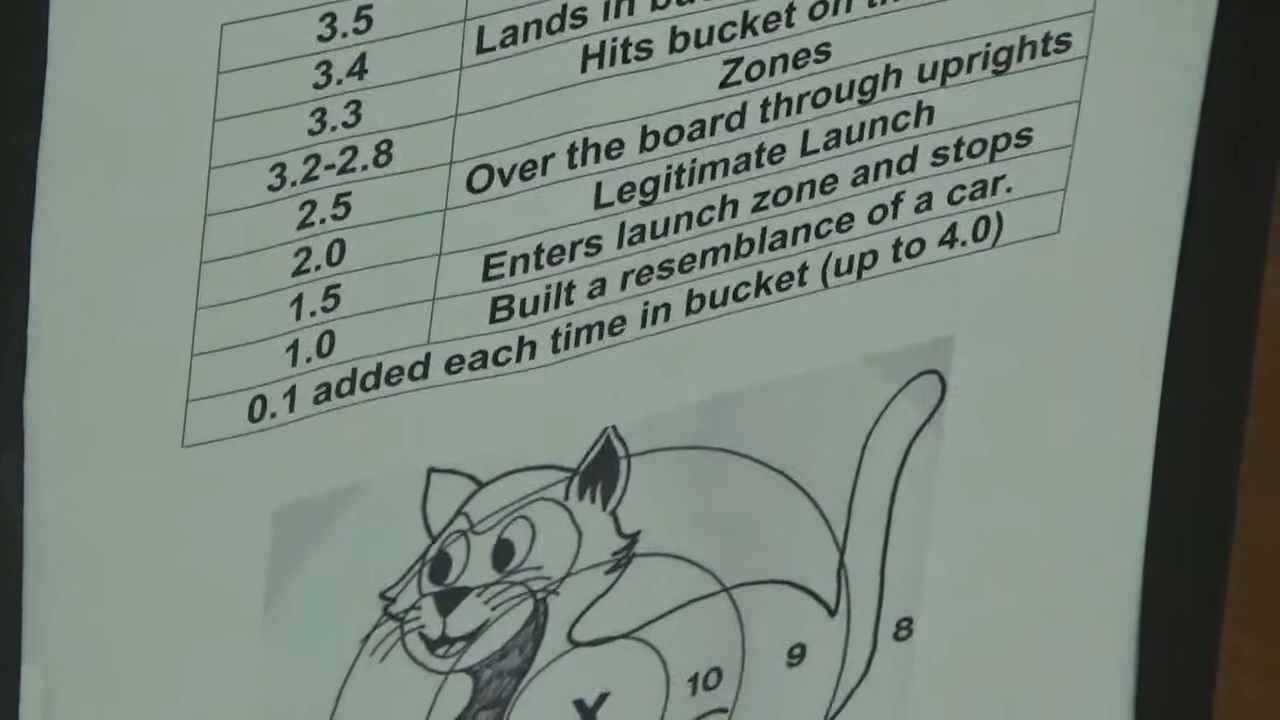 3.5
3.4 Lands in
3.3 Hits bucket on
3.2-2.8 Zones
2.5 Over the board through uprights
2.0 Legitimate Launch
1.5 Enters launch zone and stops
1.0 Built a resemblance of a car.
0.1 added each time in bucket (up to 4.0)
X 10 9 8